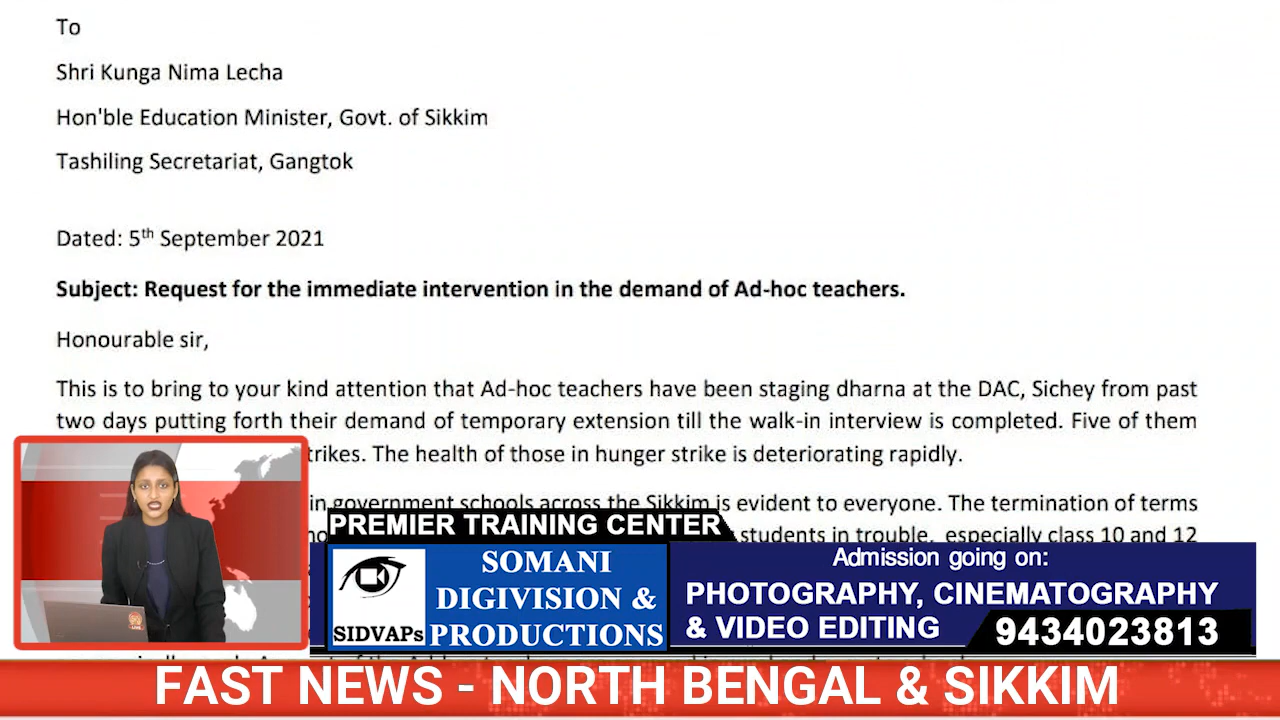 To
Shri Kunga Nima Lecha
Hon'ble Education Minister, Govt. of Sikkim
Tashiling Secretariat, Gangtok
Dated: 5th September 2021
Subject: Request for the immediate intervention in the demand of Ad-hoc teachers.
Honourable sir,
This is to bring to your kind attention that Ad-hoc teachers have been staging dharna at the DAC, Sichey from past
two days putting forth their demand of temporary extension till the walk-in interview is completed. Five of them
trikes. The health of those in hunger strike is deteriorating rapidly.
in government schools across the Sikkim is evident to everyone. The termination of terms
students in trouble, especially class 10 and 12
PREMIER TRAINING CENTER
SIDVAPs
SOMANI
DIGIVISION &
PRODUCTIONS
Admission going on:
PHOTOGRAPHY, CINEMATOGRAPHY
& VIDEO EDITING
9434023813
FAST NEWS - NORTH BENGAL & SIKKIM